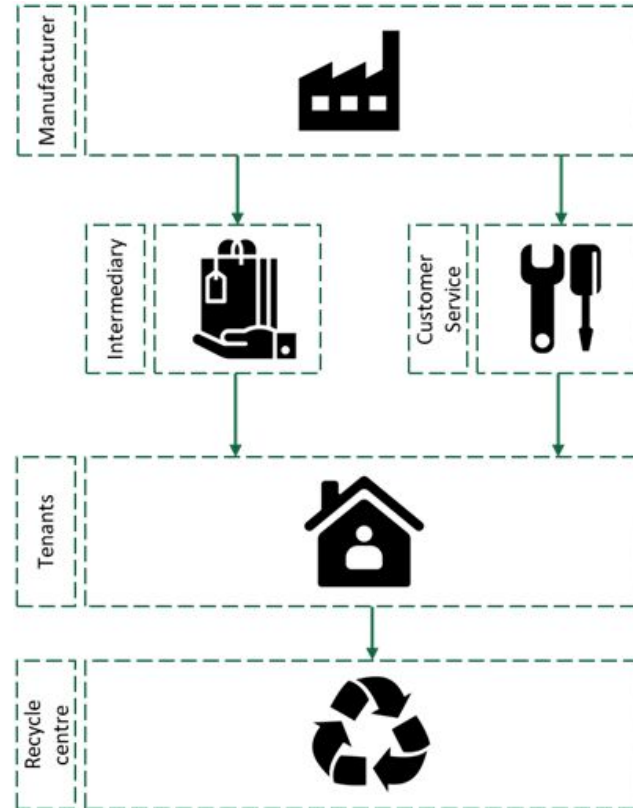 Manufacturer
Intermediary
Customer
Service
Tenants
Recycle
centre